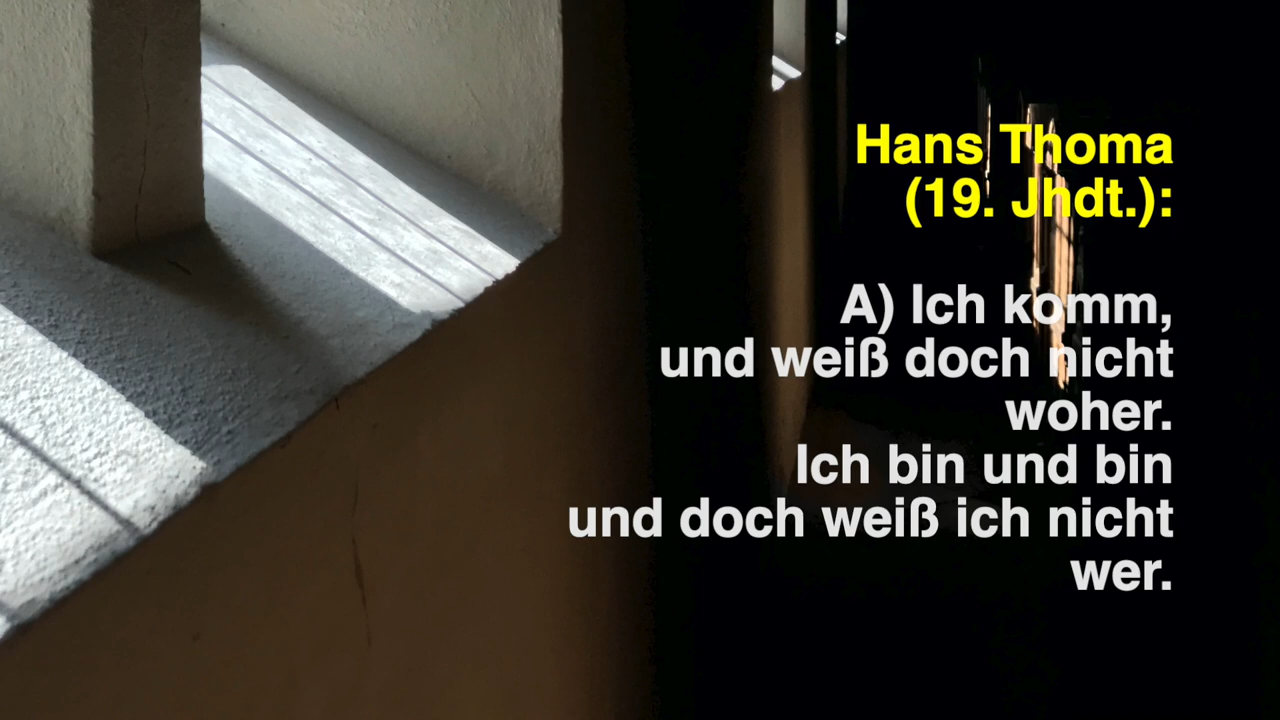 Hans Thoma
(19. Jhdt.):
A) Ich komm,
und weiß doch nicht
woher.
Ich bin und bin
und doch weiß ich nicht
wer.